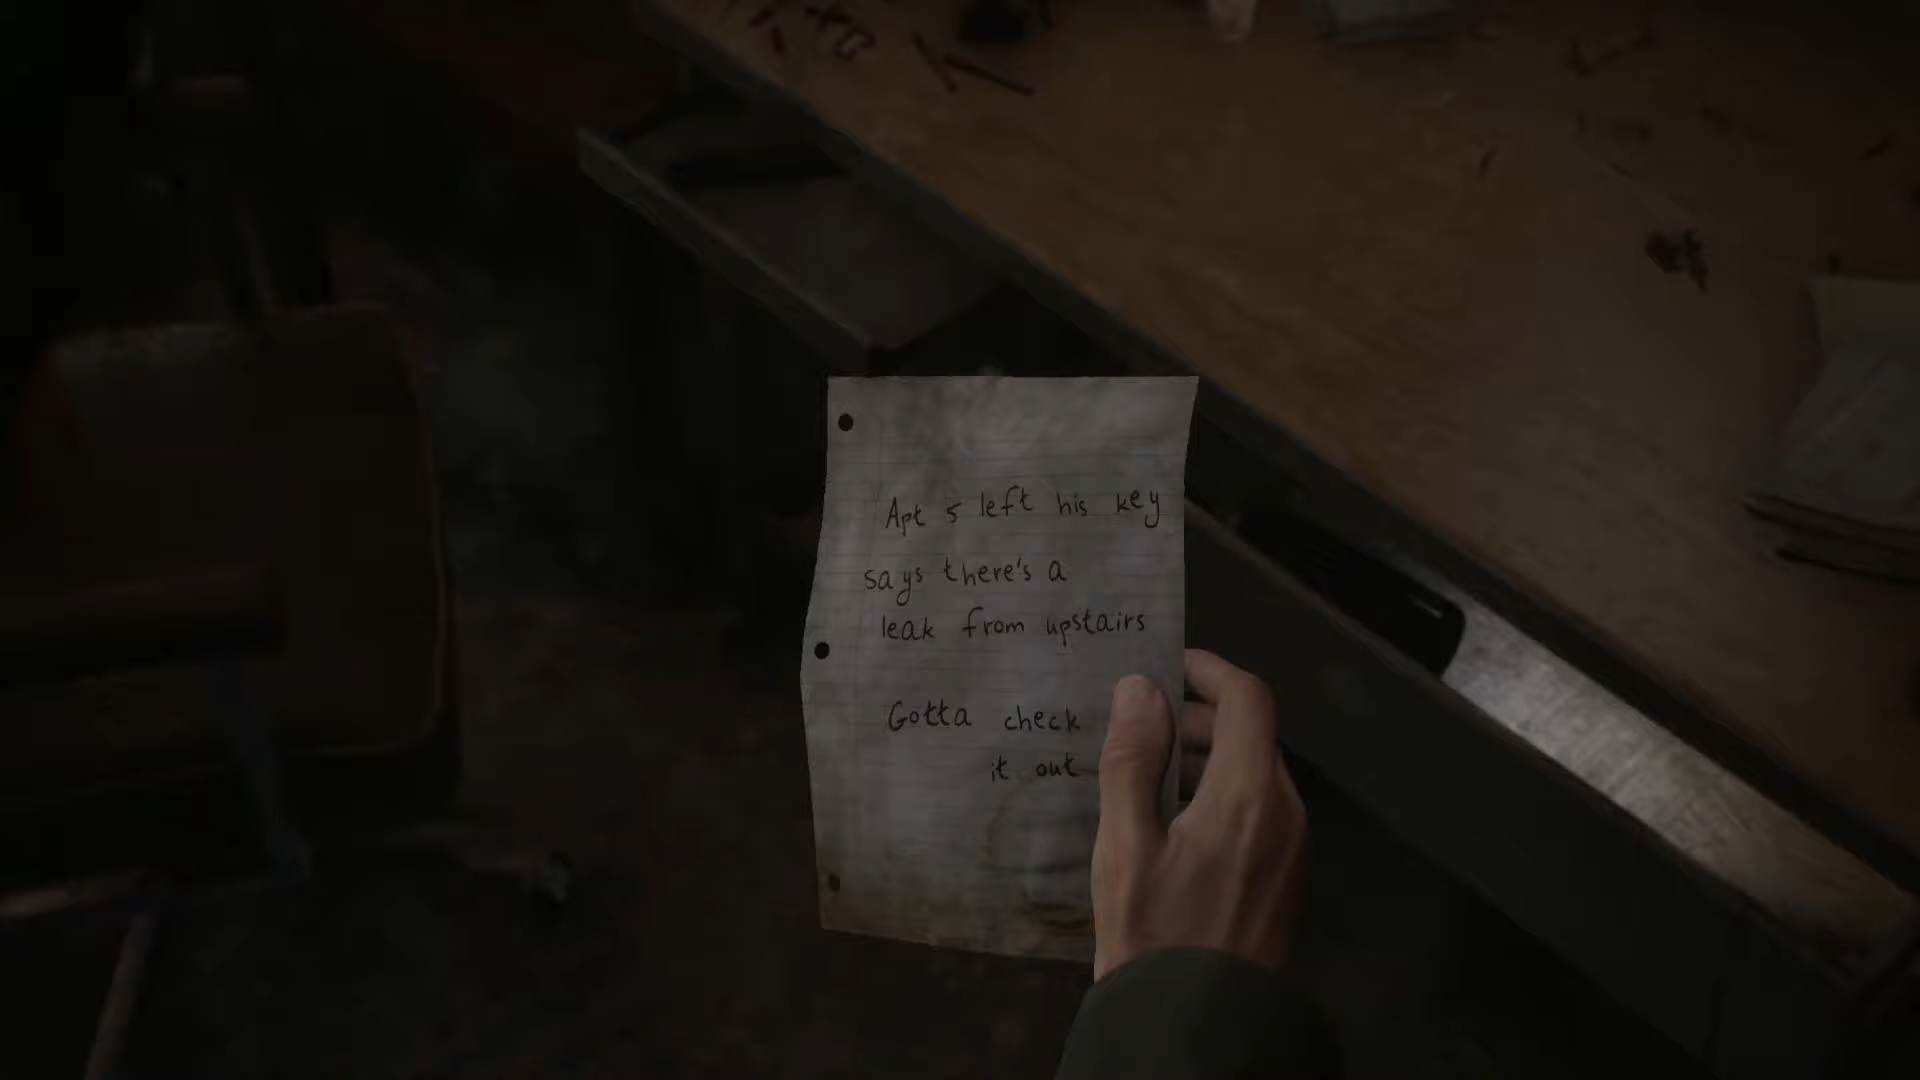 Apt 5 left his key
says there's a
leak from upstairs
Gotta check
it out